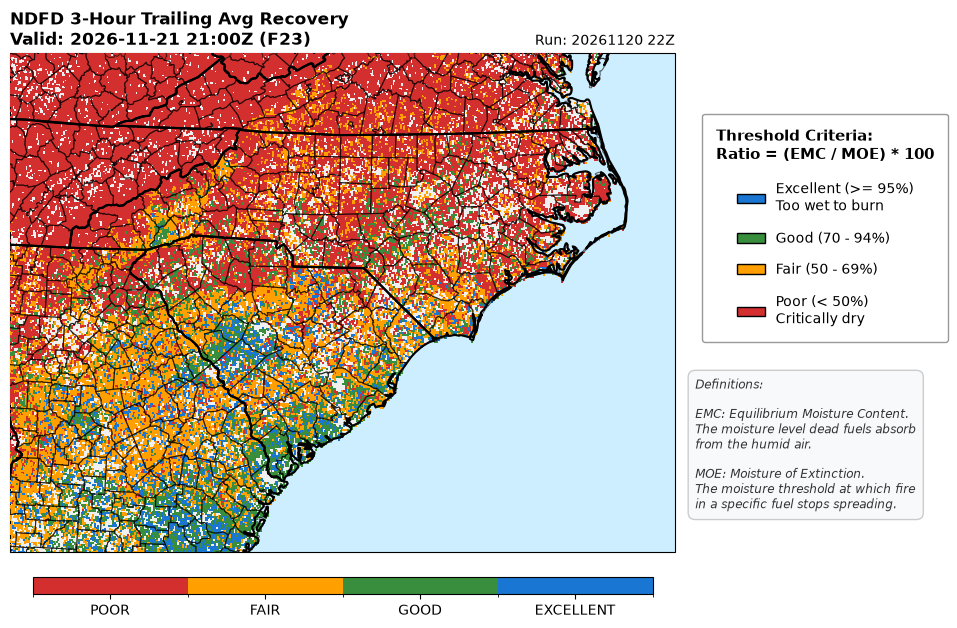 NDFD 3-Hour Trailing Avg Recovery
Valid: 2026-11-21 21:00Z (F23)
Run: 20261120 22Z
Threshold Criteria:
Ratio = (EMC / MOE) * 100
Excellent (>= 95%)
Too wet to burn
Good (70 - 94%)
Fair (50 - 69%)
Poor (< 50%)
Critically dry
Definitions:
EMC: Equilibrium Moisture Content.
The moisture level dead fuels absorb
from the humid air.
MOE: Moisture of Extinction.
The moisture threshold at which fire
in a specific fuel stops spreading.
POOR
FAIR
GOOD
EXCELLENT